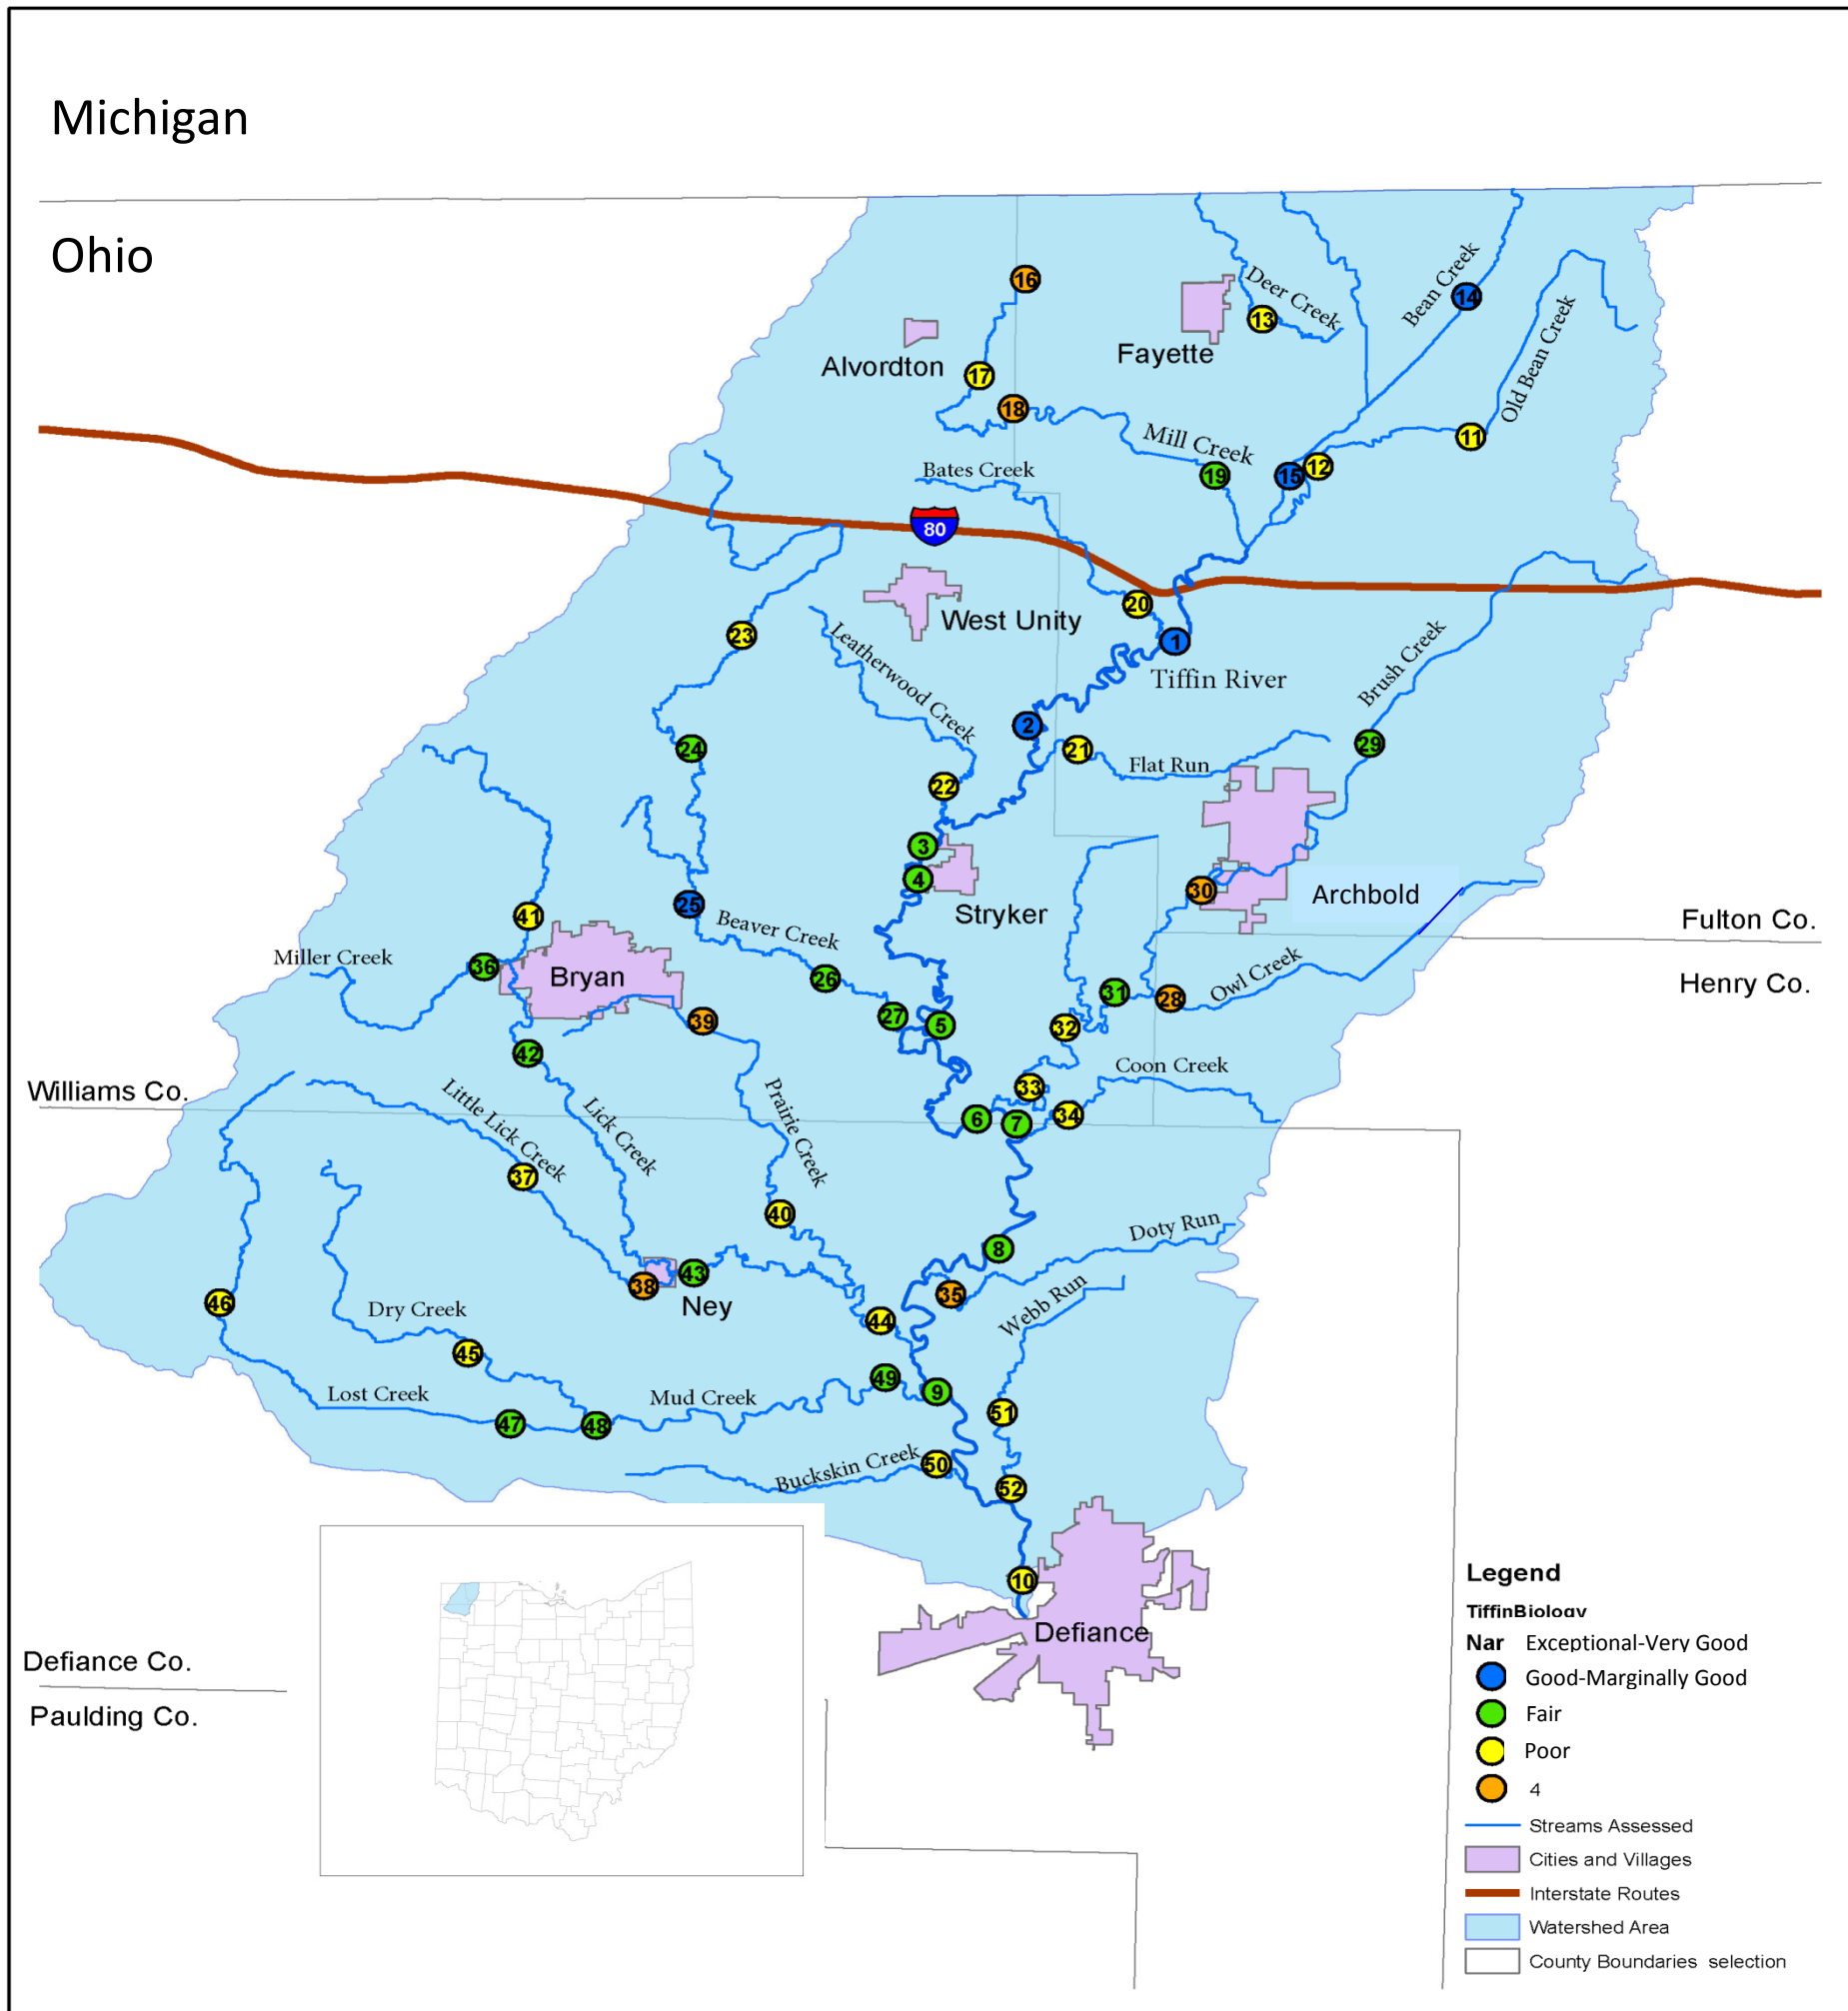 Michigan
Ohio
16
14
13
Deer Creek
Bean Creek
Old Bean Creek
Alvordton
Fayette
17
18
Mill Creek
11
12
15
19
Bates Creek
80
20
West Unity
1
23
Leatherwood Creek
Tiffin River
Brush Creek
2
24
21
29
Flat Run
22
3
4
30
Archbold
25
Stryker
41
Beaver Creek
Fulton Co.
Miller Creek
36
Bryan
26
31
28
Owl Creek
Henry Co.
39
27
5
32
42
Coon Creek
Williams Co.
33
Little Lick Creek
Lick Creek
Prairie Creek
6
7
34
37
40
Doty Run
8
43
38
35
Webb Run
46
Ney
Dry Creek
44
45
49
9
Lost Creek
Mud Creek
51
47
48
50
Buckskin Creek
52
10
Defiance
Defiance Co.
Paulding Co.
Legend
TiffinBiology
Nar Exceptional-Very Good
Good-Marginally Good
Fair
Poor
4
Streams Assessed
Cities and Villages
Interstate Routes
Watershed Area
County Boundaries selection